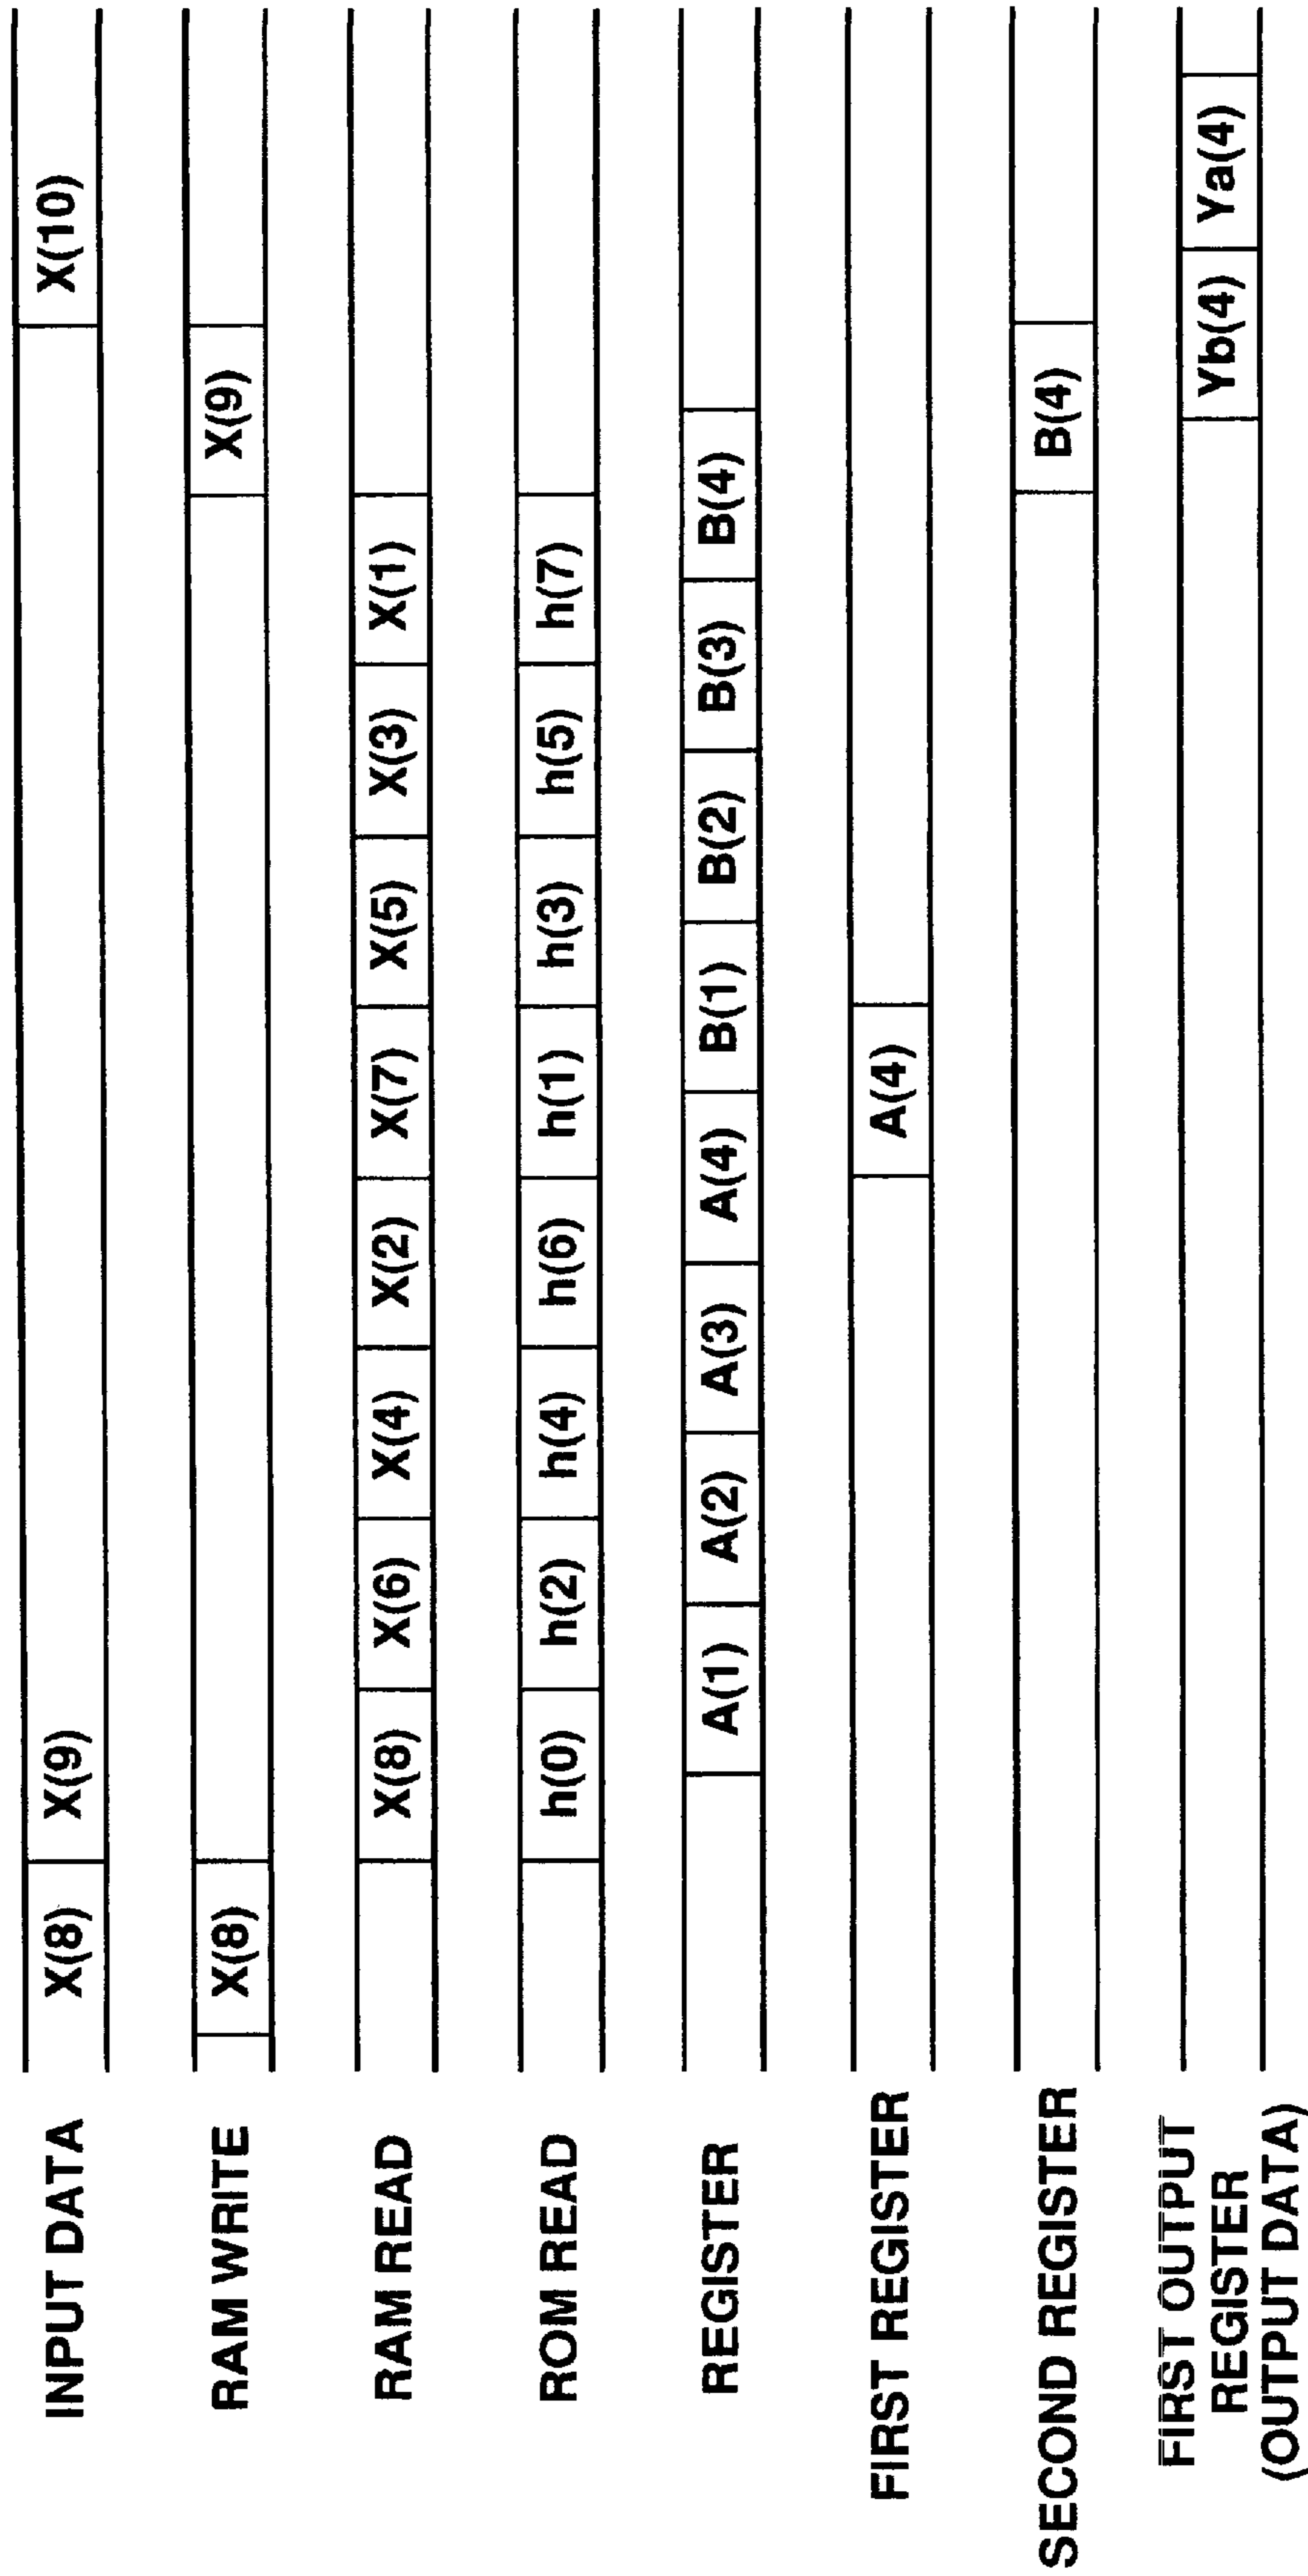 INPUT DATA
X(8) X(9) X(10)
RAM WRITE
X(8) X(9)
RAM READ
X(8) X(6) X(4) X(2) X(7) X(5) X(3) X(1)
ROM READ
h(0) h(2) h(4) h(6) h(1) h(3) h(5) h(7)
REGISTER
A(1) A(2) A(3) A(4) B(1) B(2) B(3) B(4)
FIRST REGISTER
A(4)
SECOND REGISTER
B(4)
FIRST OUTPUT
REGISTER
(OUTPUT DATA)
Yb(4) Ya(4)